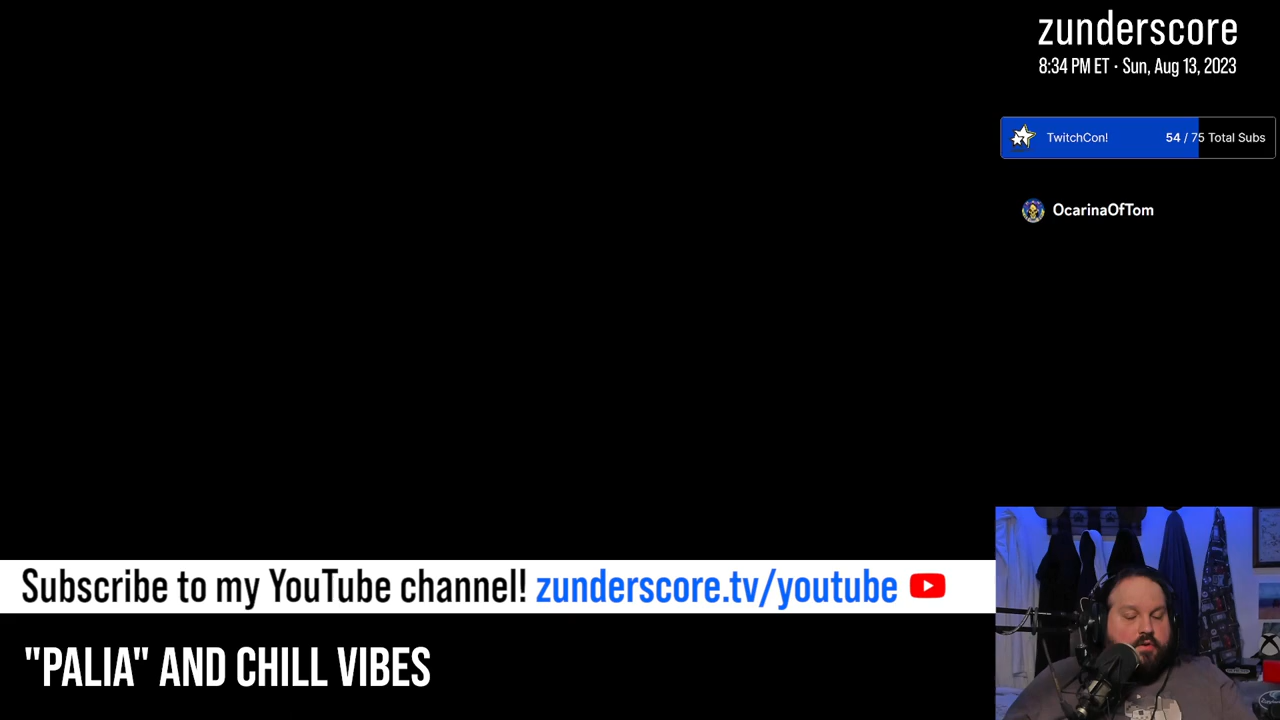 zunderscore
8:34 PM ET · Sun, Aug 13, 2023
TwitchCon! 54 / 75 Total Subs
OcarinaOfTom
Subscribe to my YouTube channel! zunderscore.tv/youtube
"PALIA" AND CHILL VIBES